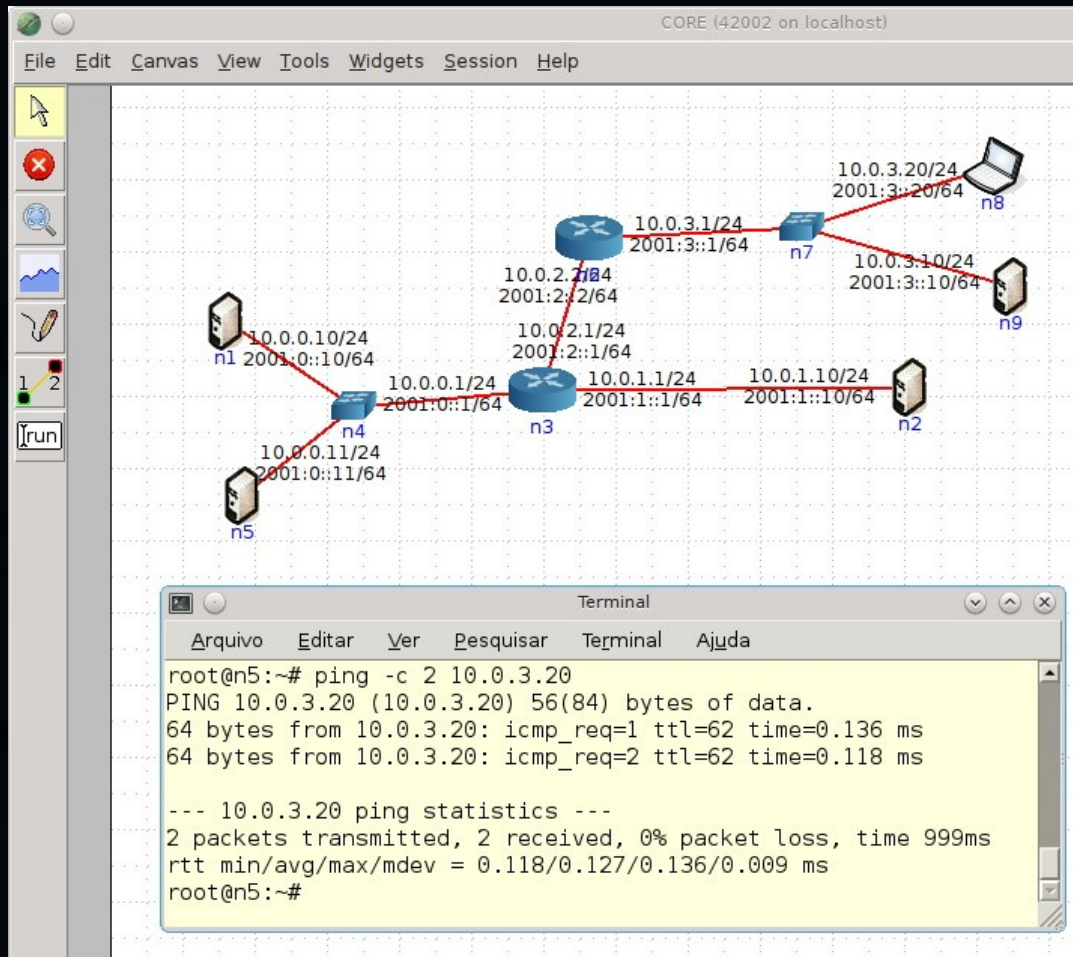 CORE (42002 on localhost)
File Edit Canvas View Tools Widgets Session Help
10.0.3.20/24
2001:3::20/64
n8
10.0.3.1/24
2001:3::1/64
n7
10.0.3.10/24
2001:3::10/64
n9
10.0.2.2/24
n6
2001:2::2/64
10.0.2.1/24
2001:2::1/64
10.0.0.10/24
n1
2001:0::10/64
10.0.0.1/24
2001:0::1/64
n4
n3
10.0.1.1/24
2001:1::1/64
10.0.1.10/24
2001:1::10/64
n2
1 2
run
10.0.0.11/24
2001:0::11/64
n5
Terminal
Arquivo Editar Ver Pesquisar Terminal Ajuda
root@n5:~# ping -c 2 10.0.3.20
PING 10.0.3.20 (10.0.3.20) 56(84) bytes of data.
64 bytes from 10.0.3.20: icmp_req=1 ttl=62 time=0.136 ms
64 bytes from 10.0.3.20: icmp_req=2 ttl=62 time=0.118 ms
--- 10.0.3.20 ping statistics ---
2 packets transmitted, 2 received, 0% packet loss, time 999ms
rtt min/avg/max/mdev = 0.118/0.127/0.136/0.009 ms
root@n5:~#